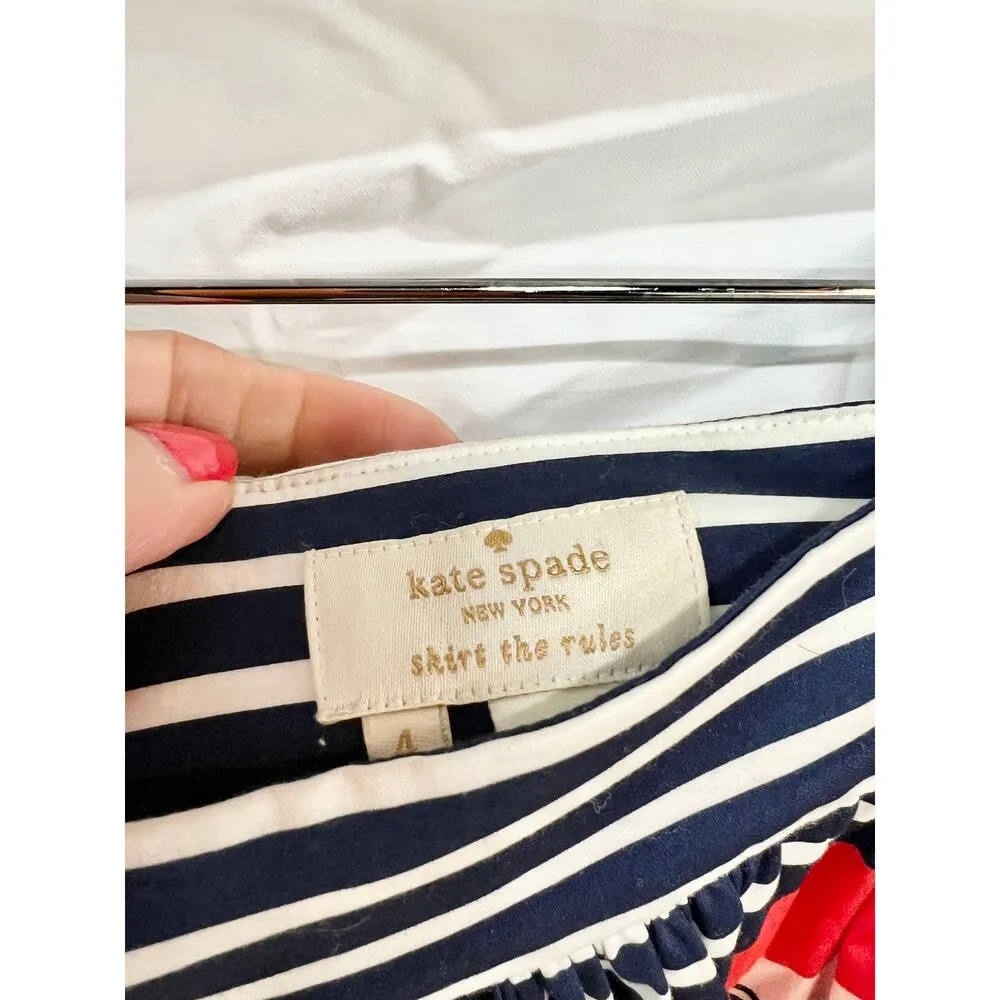 kate spade
NEW YORK
skirt the rules
4